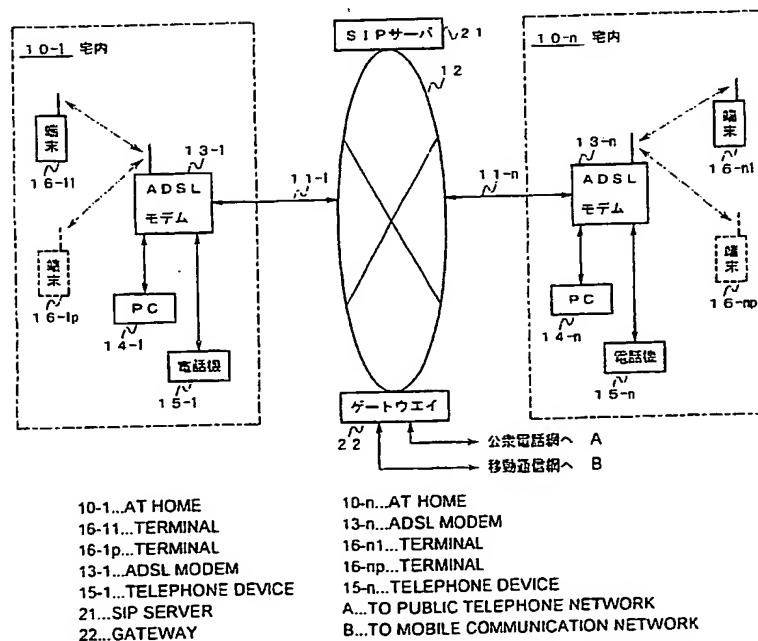 SIPサーバ 21
10-1 宅内
10-n 宅内
12
端末
16-11
13-1
ADSL
モデム
11-1
11-n
13-n
ADSL
モデム
端末
16-n1
端末
16-1p
PC
14-1
電話機
15-1
PC
14-n
電話機
15-n
端末
16-np
ゲートウエイ
22
公衆電話網へ A
移動通信網へ B
10-1...AT HOME
16-11...TERMINAL
16-1p...TERMINAL
13-1...ADSL MODEM
15-1...TELEPHONE DEVICE
21...SIP SERVER
22...GATEWAY
10-n...AT HOME
13-n...ADSL MODEM
16-n1...TERMINAL
16-np...TERMINAL
15-n...TELEPHONE DEVICE
A...TO PUBLIC TELEPHONE NETWORK
B...TO MOBILE COMMUNICATION NETWORK